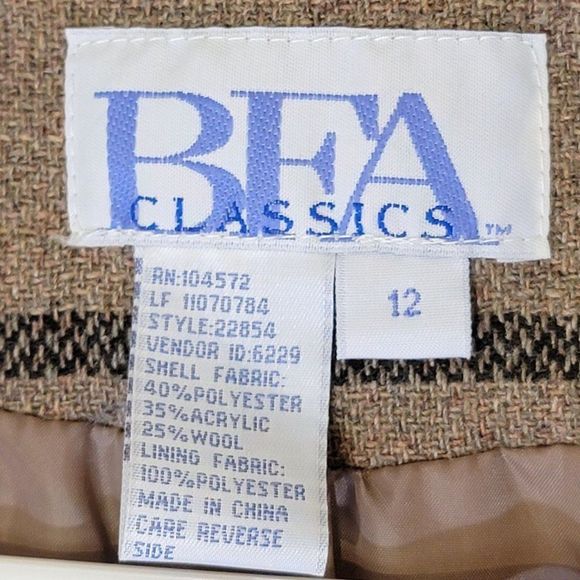 BFA
CLASSICS™
12
RN:104572
LF 11070784
STYLE:22854
VENDOR ID:6229
SHELL FABRIC:
40%POLYESTER
35%ACRYLIC
25%WOOL
LINING FABRIC:
100%POLYESTER
MADE IN CHINA
CARE REVERSE
SIDE